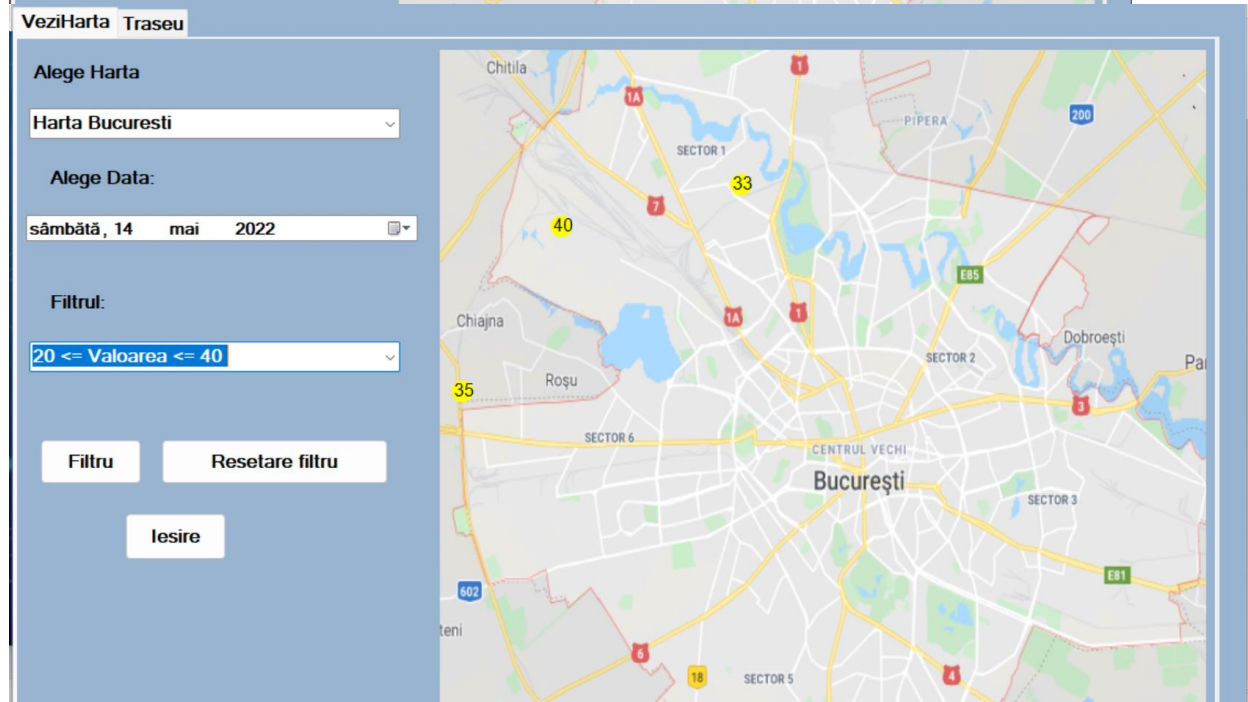 VeziHarta Traseu
Alege Harta
Harta Bucuresti
Alege Data:
sâmbătă, 14 mai 2022
Filtrul:
20 <= Valoarea <= 40
Filtru Resetare filtru
Iesire
Chitila
1
1A
200
PIPERA
SECTOR 1
33
7
40
E85
Chiajna
1A
1
Dobroești
SECTOR 2
Roșu
35
3
SECTOR 6
CENTRUL VECHI
București
SECTOR 3
E81
602
6
18
SECTOR 5
4